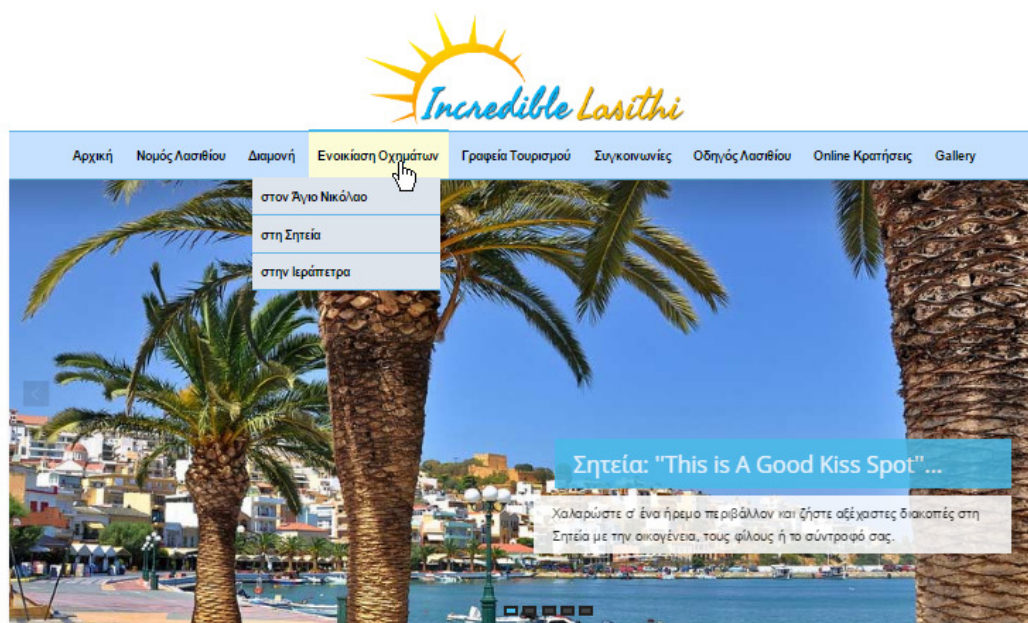 Incredible Lasithi
Αρχική Νομός Λασιθίου Διαμονή Ενοικίαση Οχημάτων Γραφεία Τουρισμού Συγκοινωνίες Οδηγός Λασιθίου Online Κρατήσεις Gallery
στον Άγιο Νικόλαο
στη Σητεία
στην Ιεράπετρα
Σητεία: "This is A Good Kiss Spot"...
Χαλαρώστε σ' ένα ήρεμο περιβάλλον και ζήστε αξέχαστες διακοπές στη
Σητεία με την οικογένεια, τους φίλους ή το σύντροφό σας.